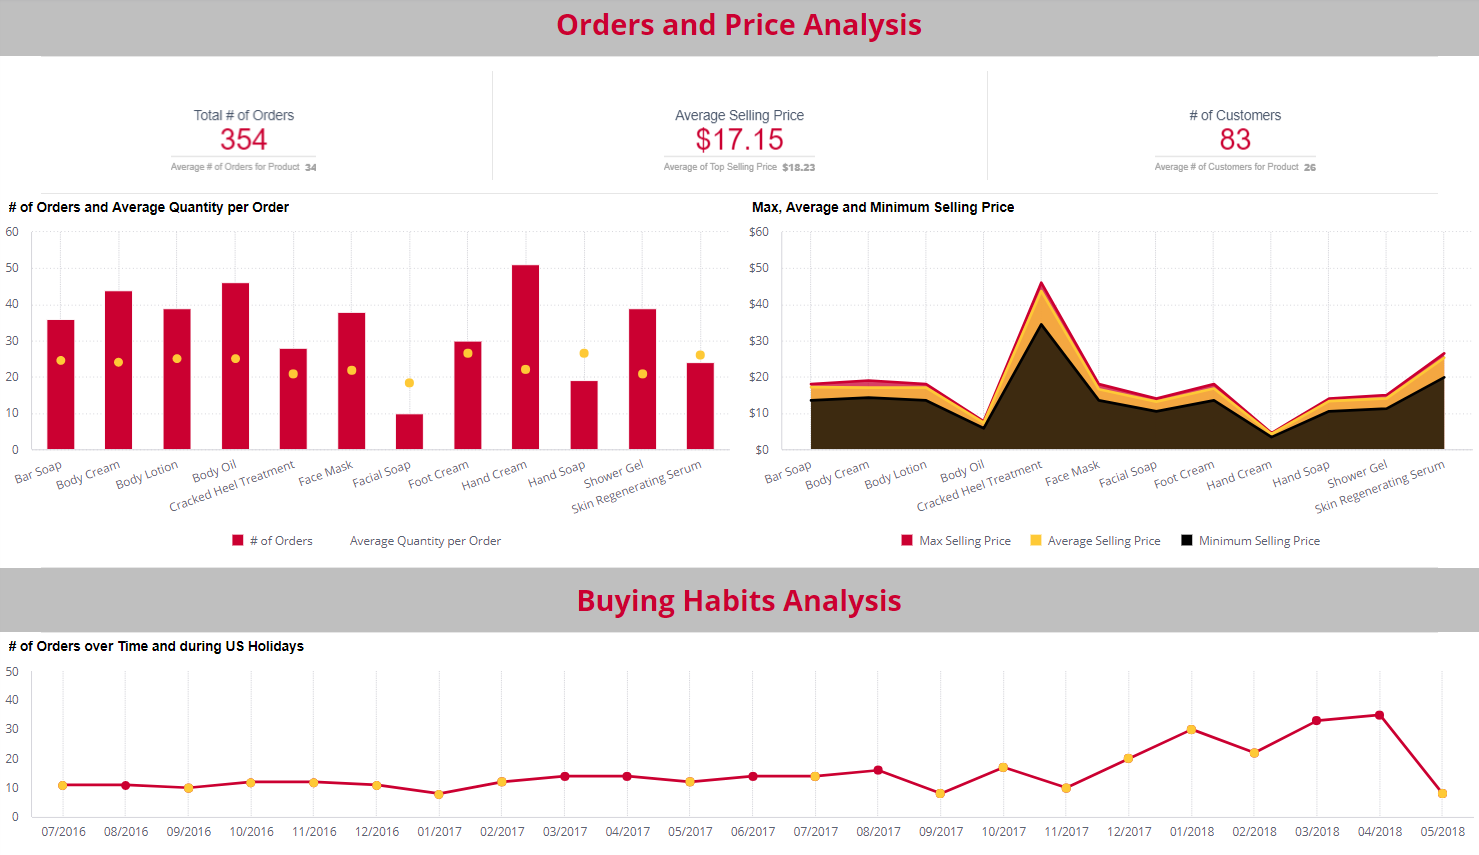 Orders and Price Analysis
Total # of Orders
354
Average # of Orders for Product 34
Average Selling Price
$17.15
Average of Top Selling Price $18.23
# of Customers
83
Average # of Customers for Product 26
# of Orders and Average Quantity per Order
60
50
40
30
20
10
0
Bar Soap
Body Cream
Body Lotion
Body Oil
Cracked Heel Treatment
Face Mask
Facial Soap
Foot Cream
Hand Cream
Hand Soap
Shower Gel
Skin Regenerating Serum
# of Orders
Average Quantity per Order
Max, Average and Minimum Selling Price
$60
$50
$40
$30
$20
$10
$0
Bar Soap
Body Cream
Body Lotion
Body Oil
Cracked Heel Treatment
Face Mask
Facial Soap
Foot Cream
Hand Cream
Hand Soap
Shower Gel
Skin Regenerating Serum
Max Selling Price
Average Selling Price
Minimum Selling Price
Buying Habits Analysis
# of Orders over Time and during US Holidays
50
40
30
20
10
0
07/2016
08/2016
09/2016
10/2016
11/2016
12/2016
01/2017
02/2017
03/2017
04/2017
05/2017
06/2017
07/2017
08/2017
09/2017
10/2017
11/2017
12/2017
01/2018
02/2018
03/2018
04/2018
05/2018